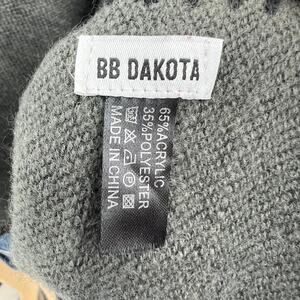 BB DAKOTA
65%ACRYLIC
35%POLYESTER
MADE IN CHINA